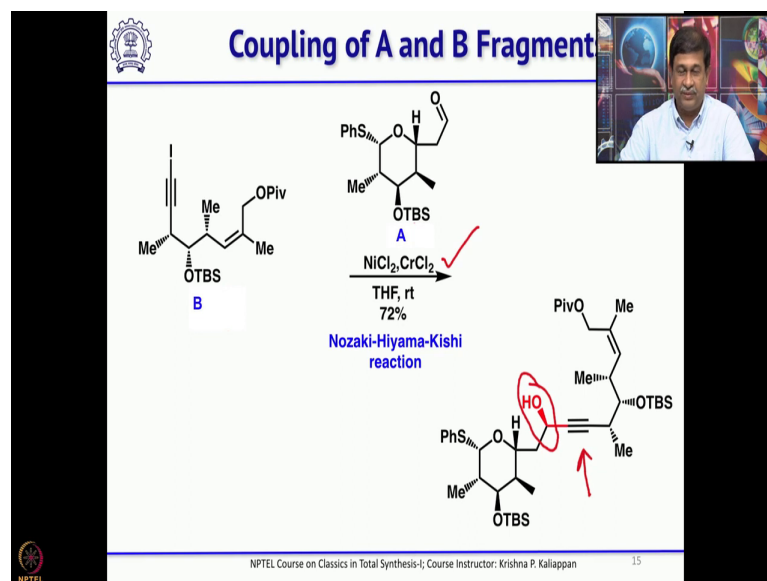 Coupling of A and B Fragment
I
OPiv
Me
Me
Me
OTBS
B
O
H
PhS
O
Me
OTBS
A
NiCl2,CrCl2
THF, rt
72%
Nozaki-Hiyama-Kishi
reaction
PivO
Me
Me
OTBS
HO
H
Me
PhS
O
Me
OTBS
NPTEL Course on Classics in Total Synthesis-I; Course Instructor: Krishna P. Kaliappan
15
NPTEL